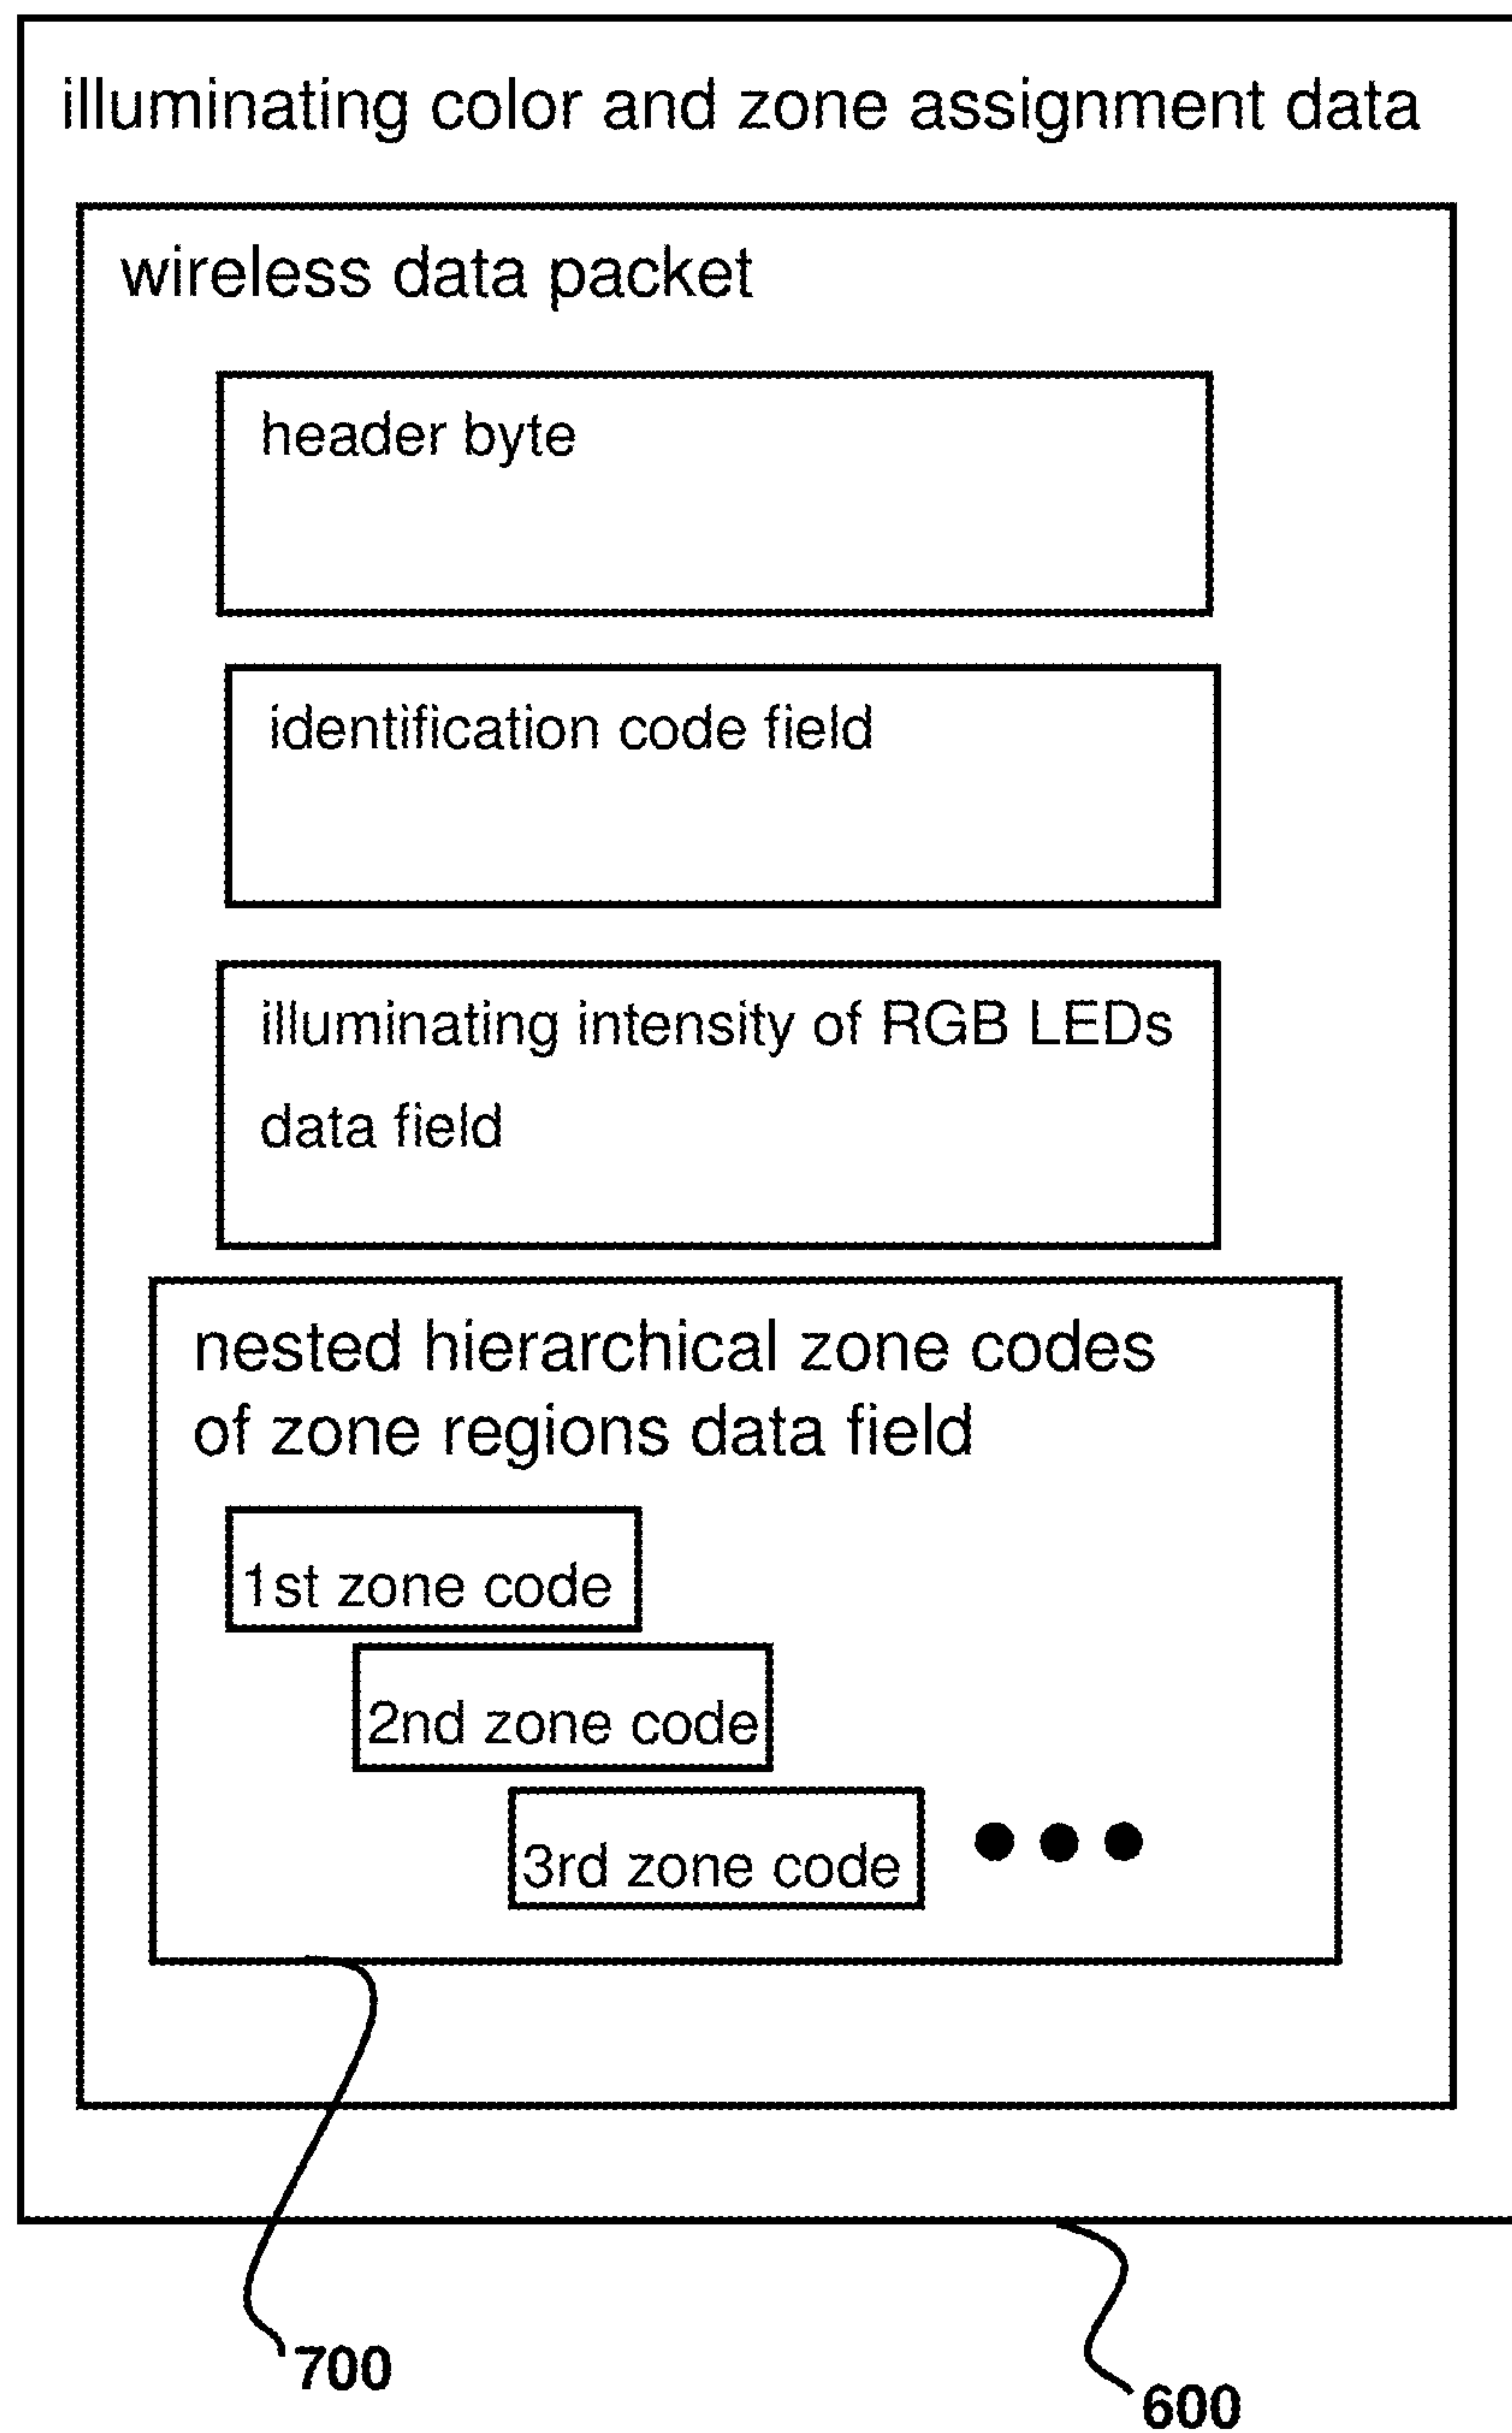 illuminating color and zone assignment data
wireless data packet
header byte
identification code field
illuminating intensity of RGB LEDs
data field
nested hierarchical zone codes
of zone regions data field
1st zone code
2nd zone code
3rd zone code
700
600